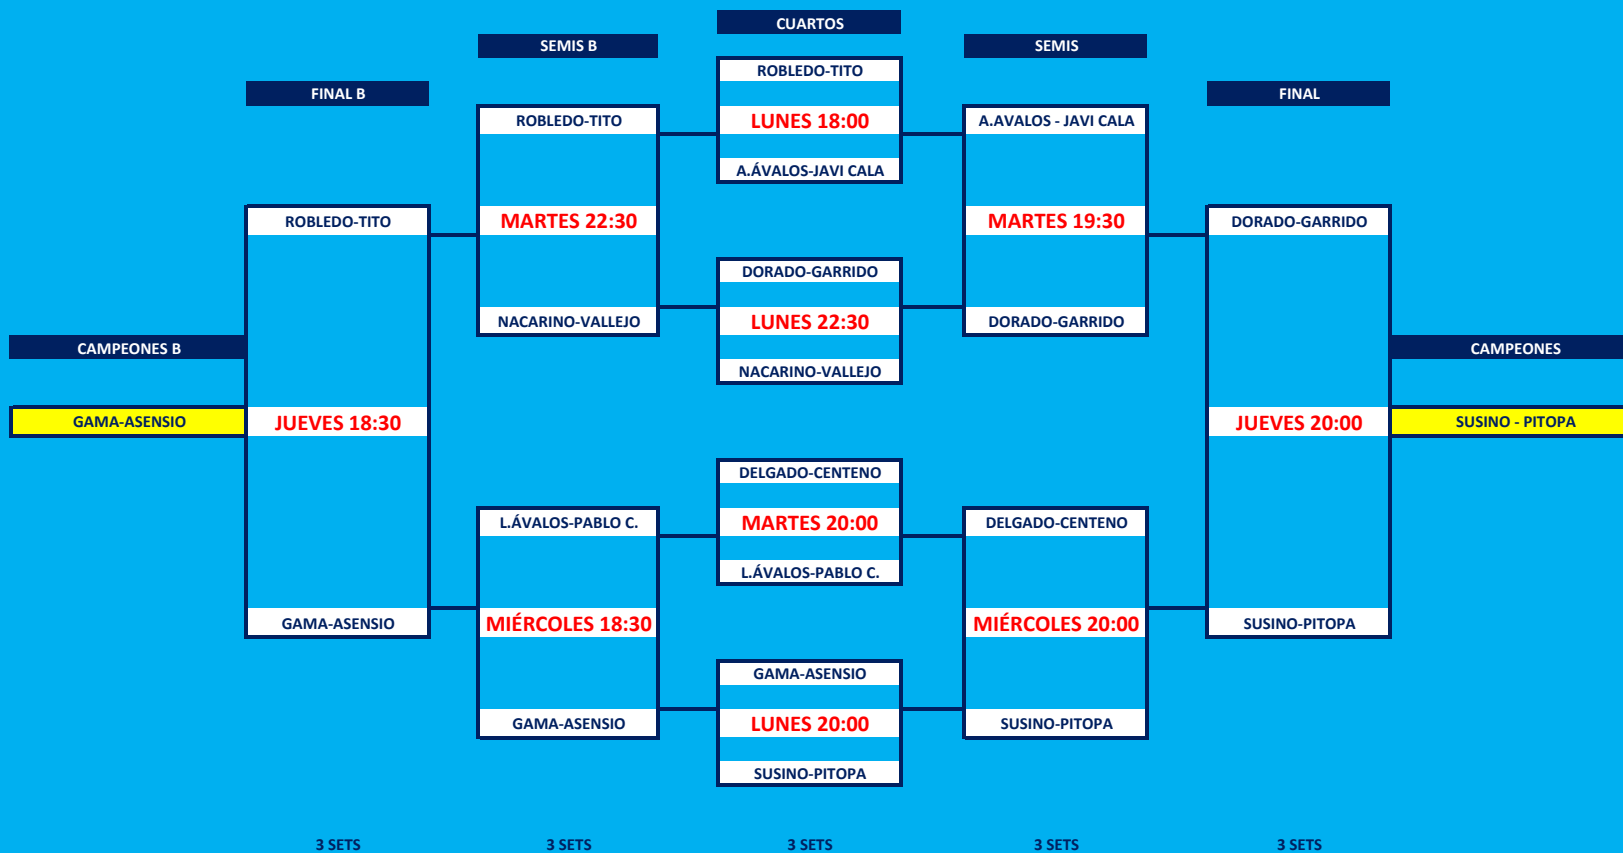 CUARTOS
SEMIS B
SEMIS
ROBLEDO-TITO
FINAL B
FINAL
ROBLEDO-TITO
LUNES 18:00
A.AVALOS - JAVI CALA
A.ÁVALOS-JAVI CALA
ROBLEDO-TITO
MARTES 22:30
MARTES 19:30
DORADO-GARRIDO
DORADO-GARRIDO
NACARINO-VALLEJO
LUNES 22:30
DORADO-GARRIDO
CAMPEONES B
CAMPEONES
NACARINO-VALLEJO
GAMA-ASENSIO
JUEVES 18:30
JUEVES 20:00
SUSINO - PITOPA
DELGADO-CENTENO
L.ÁVALOS-PABLO C.
MARTES 20:00
DELGADO-CENTENO
L.ÁVALOS-PABLO C.
GAMA-ASENSIO
MIÉRCOLES 18:30
MIÉRCOLES 20:00
SUSINO-PITOPA
GAMA-ASENSIO
GAMA-ASENSIO
LUNES 20:00
SUSINO-PITOPA
SUSINO-PITOPA
3 SETS
3 SETS
3 SETS
3 SETS
3 SETS